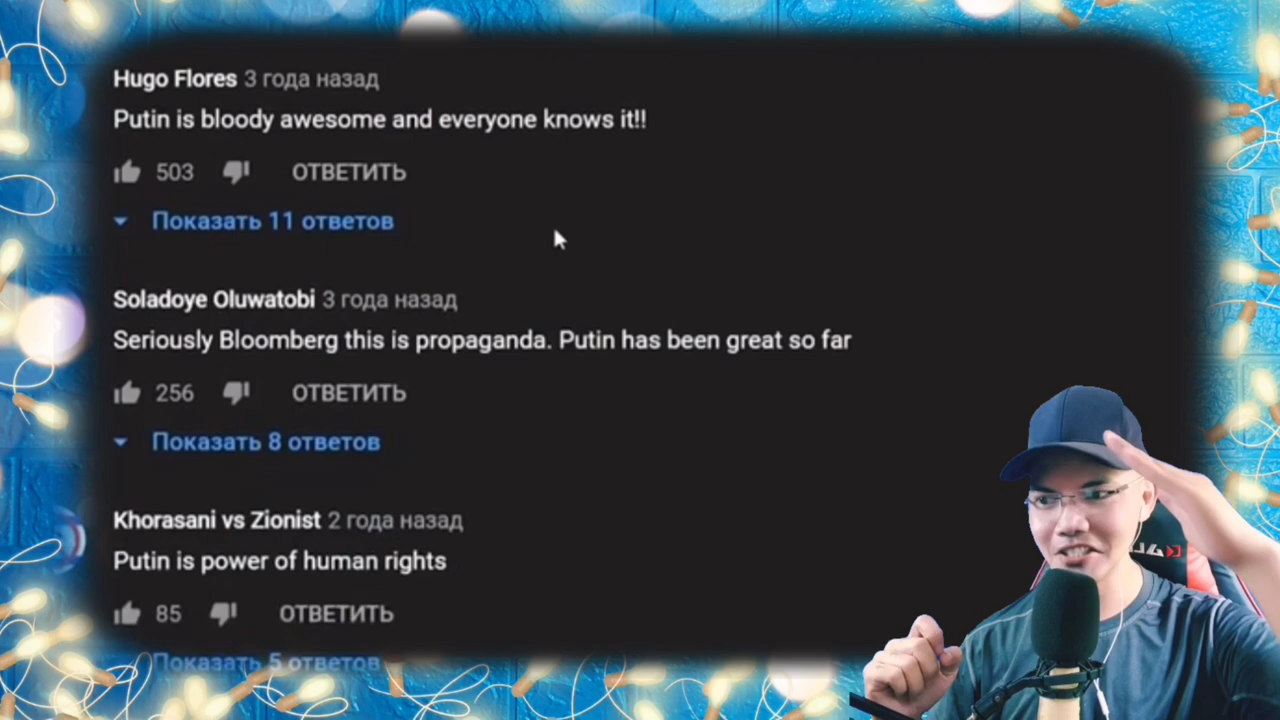 Hugo Flores 3 года назад
Putin is bloody awesome and everyone knows it!!
503 ОТВЕТИТЬ
Показать 11 ответов
Soladoye Oluwatobi 3 года назад
Seriously Bloomberg this is propaganda. Putin has been great so far
256 ОТВЕТИТЬ
Показать 8 ответов
Khorasani vs Zionist 2 года назад
Putin is power of human rights
85 ОТВЕТИТЬ
Показать 5 ответов